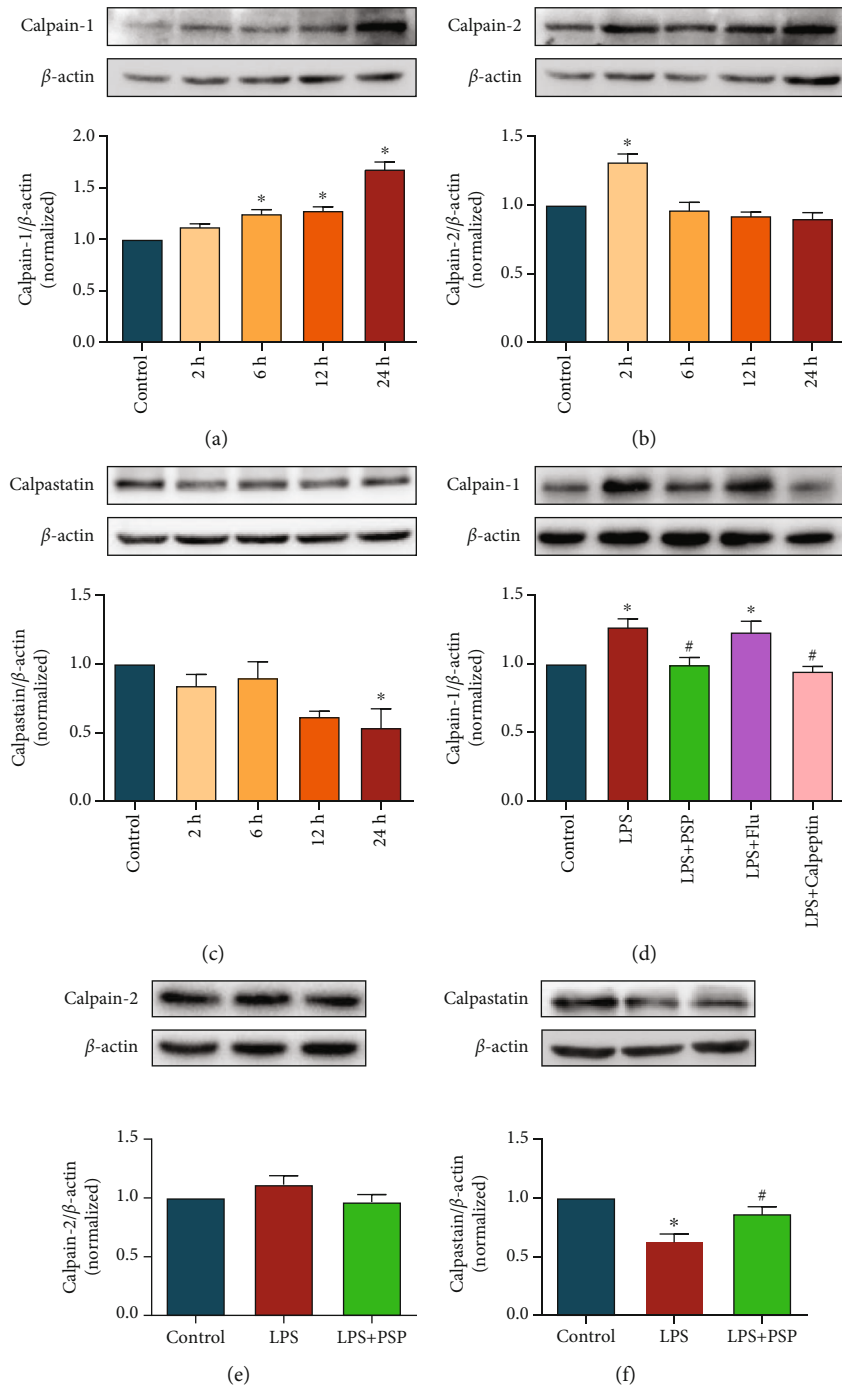 Calpain-1
β-actin
Calpain-1/β-actin
(normalized)
2.0
1.5
1.0
0.5
0.0
*
*
*
Control
2 h
6 h
12 h
24 h
(a)
Calpain-2
β-actin
Calpain-2/β-actin
(normalized)
1.5
1.0
0.5
0.0
*
Control
2 h
6 h
12 h
24 h
(b)
Calpastatin
β-actin
Calpastain/β-actin
(normalized)
1.5
1.0
0.5
0.0
*
Control
2 h
6 h
12 h
24 h
(c)
Calpain-1
β-actin
Calpain-1/β-actin
(normalized)
1.5
1.0
0.5
0.0
*
#
*
#
Control
LPS
LPS+PSP
LPS+Flu
LPS+Calpeptin
(d)
Calpain-2
β-actin
Calpain-2/β-actin
(normalized)
1.5
1.0
0.5
0.0
Control
LPS
LPS+PSP
(e)
Calpastatin
β-actin
Calpastain/β-actin
(normalized)
1.5
1.0
0.5
0.0
*
#
Control
LPS
LPS+PSP
(f)